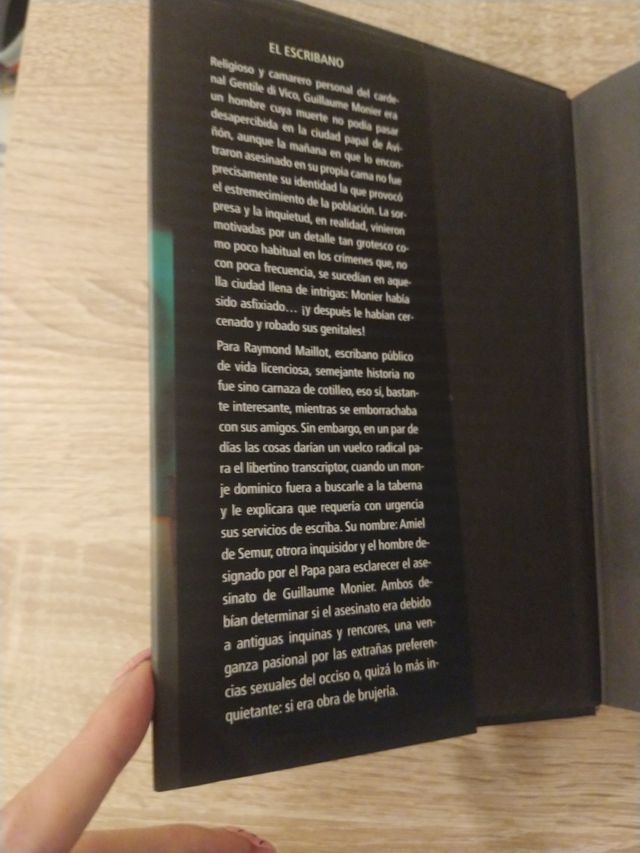 EL ESCRIBANO
Religioso y camarero personal del carde-
nal Gentile di Vico, Guillaume Monier era
un hombre cuya muerte no podía pasar
desapercibida en la ciudad papal de Avi-
ñón, aunque la mañana en que lo encon-
traron asesinado en su propia cama no fue
precisamente su identidad la que provocó
el estremecimiento de la población. La sor-
presa y la inquietud, en realidad, vinieron
motivadas por un detalle tan grotesco co-
mo poco habitual en los crímenes que, no
con poca frecuencia, se sucedían en aque-
lla ciudad llena de intrigas: Monier había
sido asfixiado... ¡y después le habían cer-
cenado y robado sus genitales!
Para Raymond Maillot, escribano público
de vida licenciosa, semejante historia no
fue sino carnaza de cotilleo, eso sí, bastan-
te interesante, mientras se emborrachaba
con sus amigos. Sin embargo, en un par de
días las cosas darían un vuelco radical pa-
ra el libertino transcriptor, cuando un mon-
je dominico fuera a buscarle a la taberna
y le explicara que requería con urgencia
sus servicios de escriba. Su nombre: Amiel
de Semur, otrora inquisidor y el hombre de-
signado por el Papa para esclarecer el ase-
sinato de Guillaume Monier. Ambos de-
bían determinar si el asesinato era debido
a antiguas inquinas y rencores, una ven-
ganza pasional por las extrañas preferen-
cias sexuales del occiso o, quizá lo más in-
quietante: si era obra de brujería.